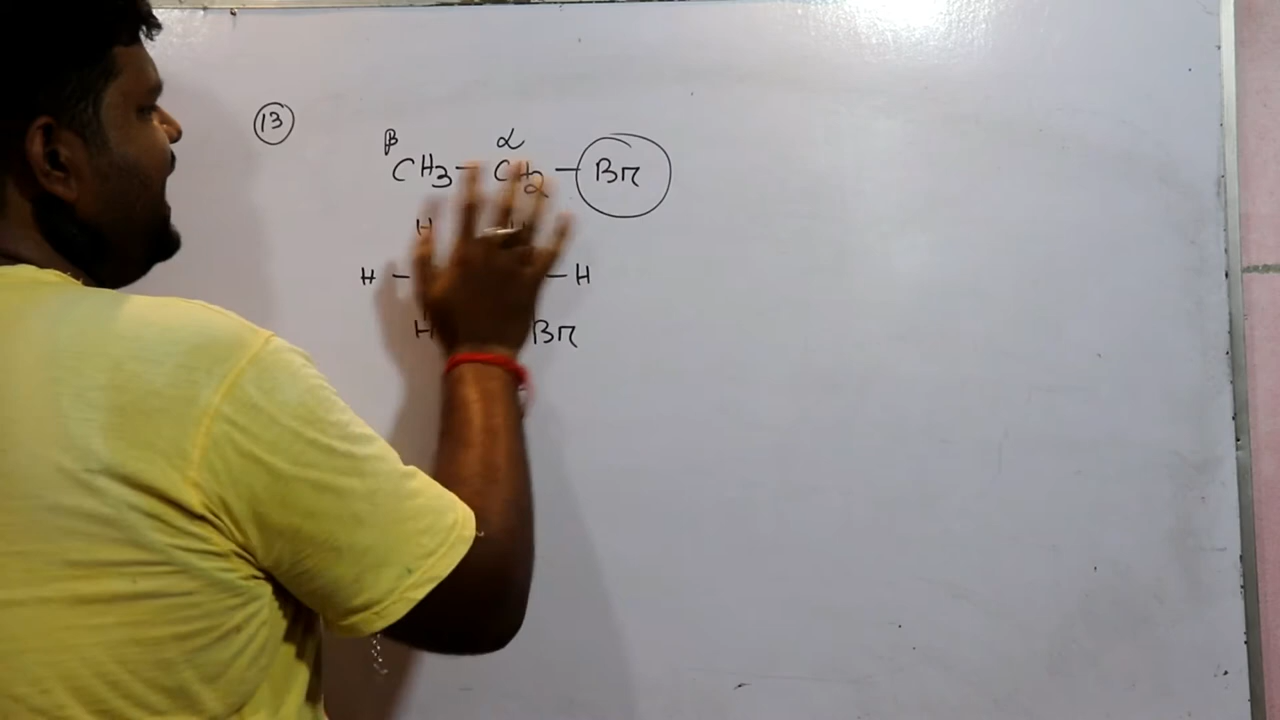 13
β α
CH3 - CH2 - Br
H H
H - - H
H Br